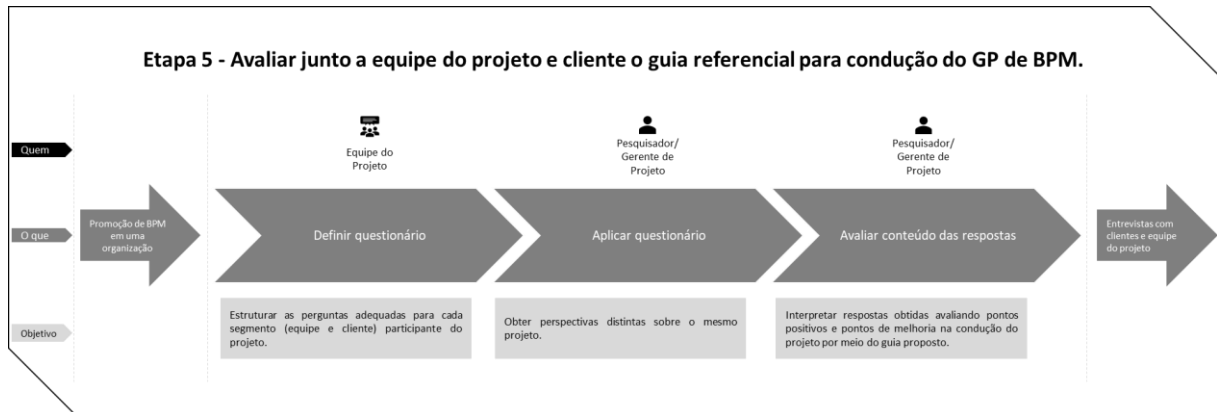 Etapa 5 - Avaliar junto a equipe do projeto e cliente o guia referencial para condução do GP de BPM.
Quem
Equipe do
Projeto
Pesquisador/
Gerente de
Projeto
Pesquisador/
Gerente de
Projeto
O que
Promoção de BPM
em uma
organização
Definir questionário
Aplicar questionário
Avaliar conteúdo das respostas
Entrevistas com
clientes e equipe
do projeto
Objetivo
Estruturar as perguntas adequadas para cada
segmento (equipe e cliente) participante do
projeto.
Obter perspectivas distintas sobre o mesmo
projeto.
Interpretar respostas obtidas avaliando pontos
positivos e pontos de melhoria na condução do
projeto por meio do guia proposto.